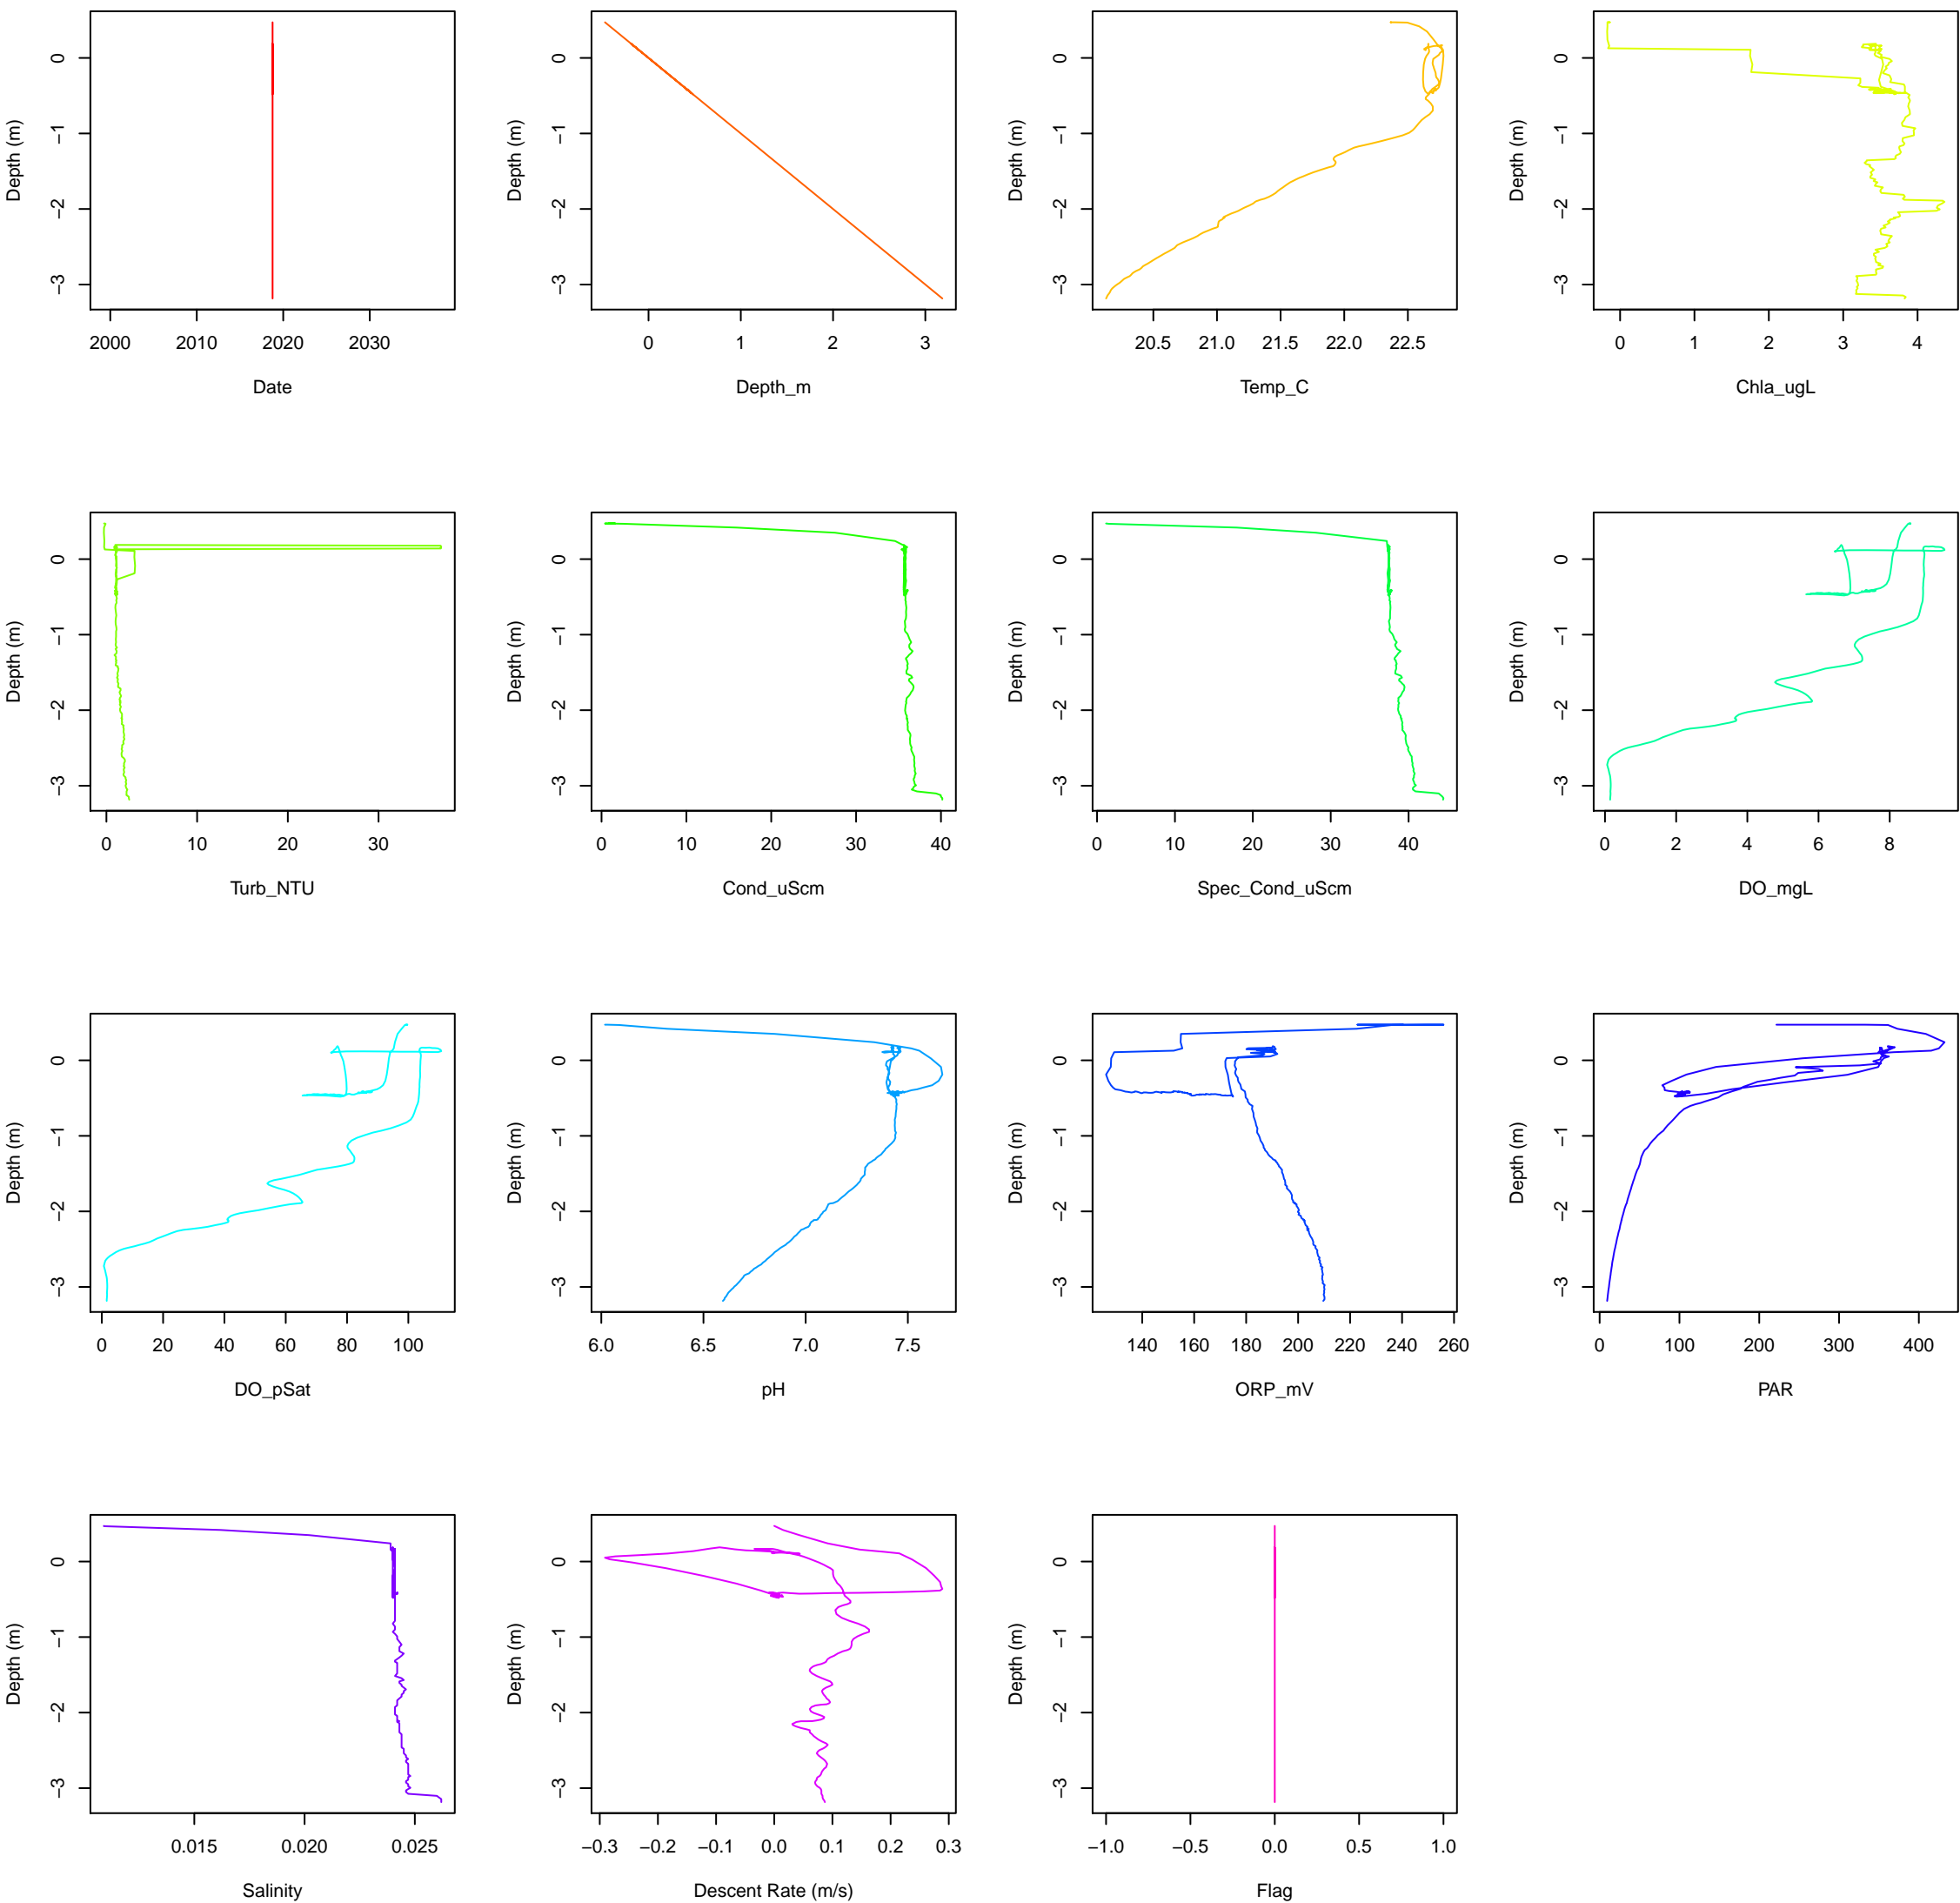 Depth (m)
0
−1
−2
−3
2000 2010 2020 2030
Date
Depth (m)
0
−1
−2
−3
0 1 2 3
Depth_m
Depth (m)
0
−1
−2
−3
20.5 21.0 21.5 22.0 22.5
Temp_C
Depth (m)
0
−1
−2
−3
0 1 2 3 4
Chla_ugL
Depth (m)
0
−1
−2
−3
0 10 20 30
Turb_NTU
Depth (m)
0
−1
−2
−3
0 10 20 30 40
Cond_uScm
Depth (m)
0
−1
−2
−3
0 10 20 30 40
Spec_Cond_uScm
Depth (m)
0
−1
−2
−3
0 2 4 6 8
DO_mgL
Depth (m)
0
−1
−2
−3
0 20 40 60 80 100
DO_pSat
Depth (m)
0
−1
−2
−3
6.0 6.5 7.0 7.5
pH
Depth (m)
0
−1
−2
−3
140 160 180 200 220 240 260
ORP_mV
Depth (m)
0
−1
−2
−3
0 100 200 300 400
PAR
Depth (m)
0
−1
−2
−3
0.015 0.020 0.025
Salinity
Depth (m)
0
−1
−2
−3
−0.3 −0.2 −0.1 0.0 0.1 0.2 0.3
Descent Rate (m/s)
Depth (m)
0
−1
−2
−3
−1.0 −0.5 0.0 0.5 1.0
Flag